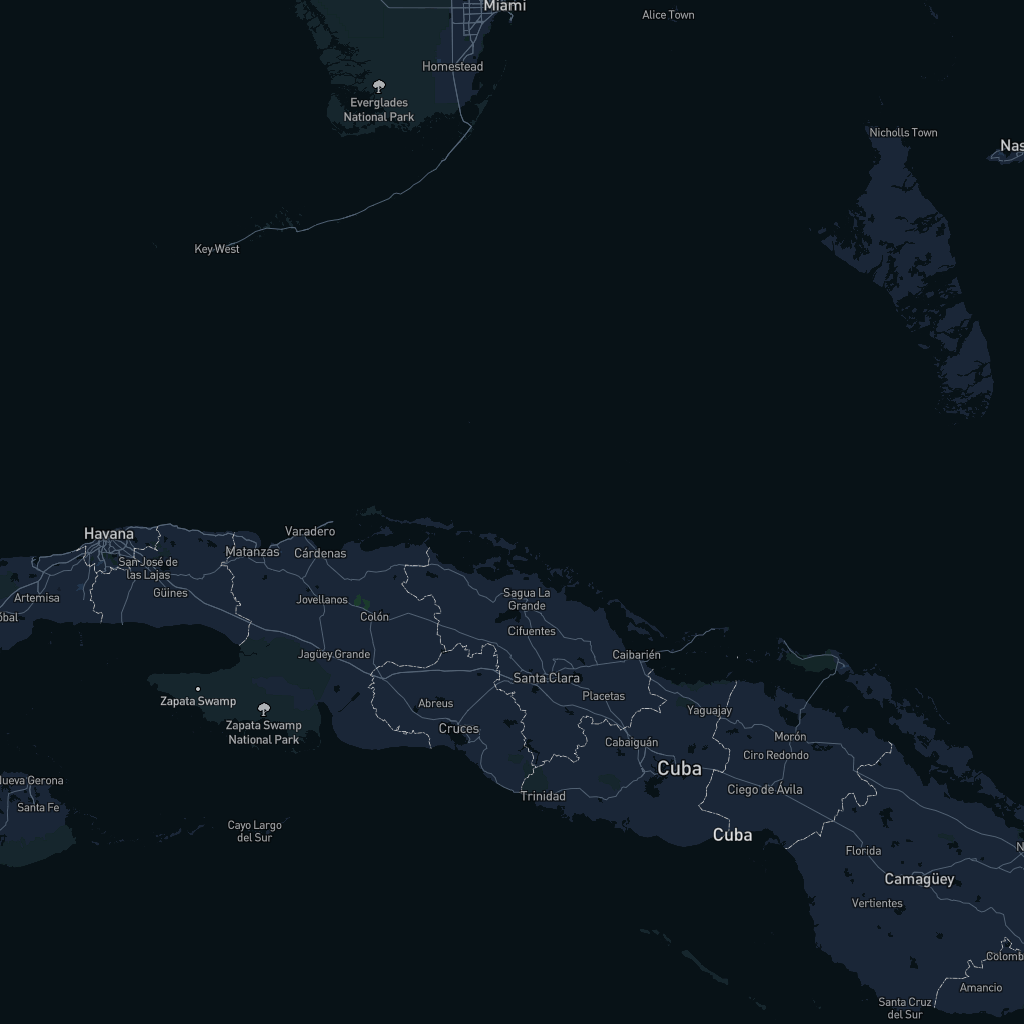 Miami
Alice Town
Homestead
Everglades
National Park
Nicholls Town
Nas
Key West
Havana
Varadero
Matanzas
Cárdenas
San José de
las Lajas
Güines
Artemisa
óbal
Jovellanos
Colón
Sagua La
Grande
Cifuentes
Jagüey Grande
Caibarién
Santa Clara
Placetas
Zapata Swamp
Abreus
Yaguajay
Zapata Swamp
National Park
Cruces
Cabaiguán
Morón
Ciro Redondo
Cuba
Nueva Gerona
Santa Fe
Ciego de Ávila
Trinidad
Cayo Largo
del Sur
Cuba
Florida
N
Camagüey
Vertientes
Colomb
Amancio
Santa Cruz
del Sur